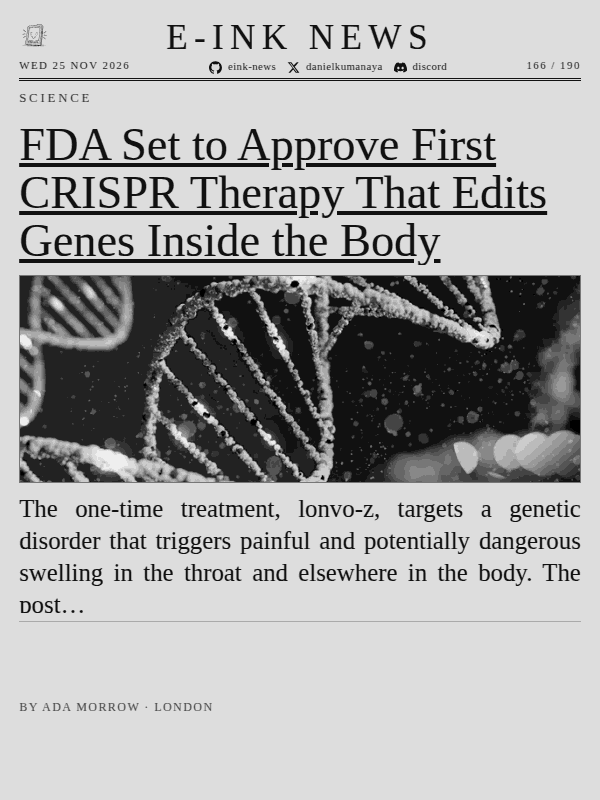 E-INK NEWS
WED 25 NOV 2026
eink-news danielkumanaya discord
166 / 190
SCIENCE
FDA Set to Approve First
CRISPR Therapy That Edits
Genes Inside the Body
The one-time treatment, lonvo-z, targets a genetic
disorder that triggers painful and potentially dangerous
swelling in the throat and elsewhere in the body. The
post…
BY ADA MORROW · LONDON